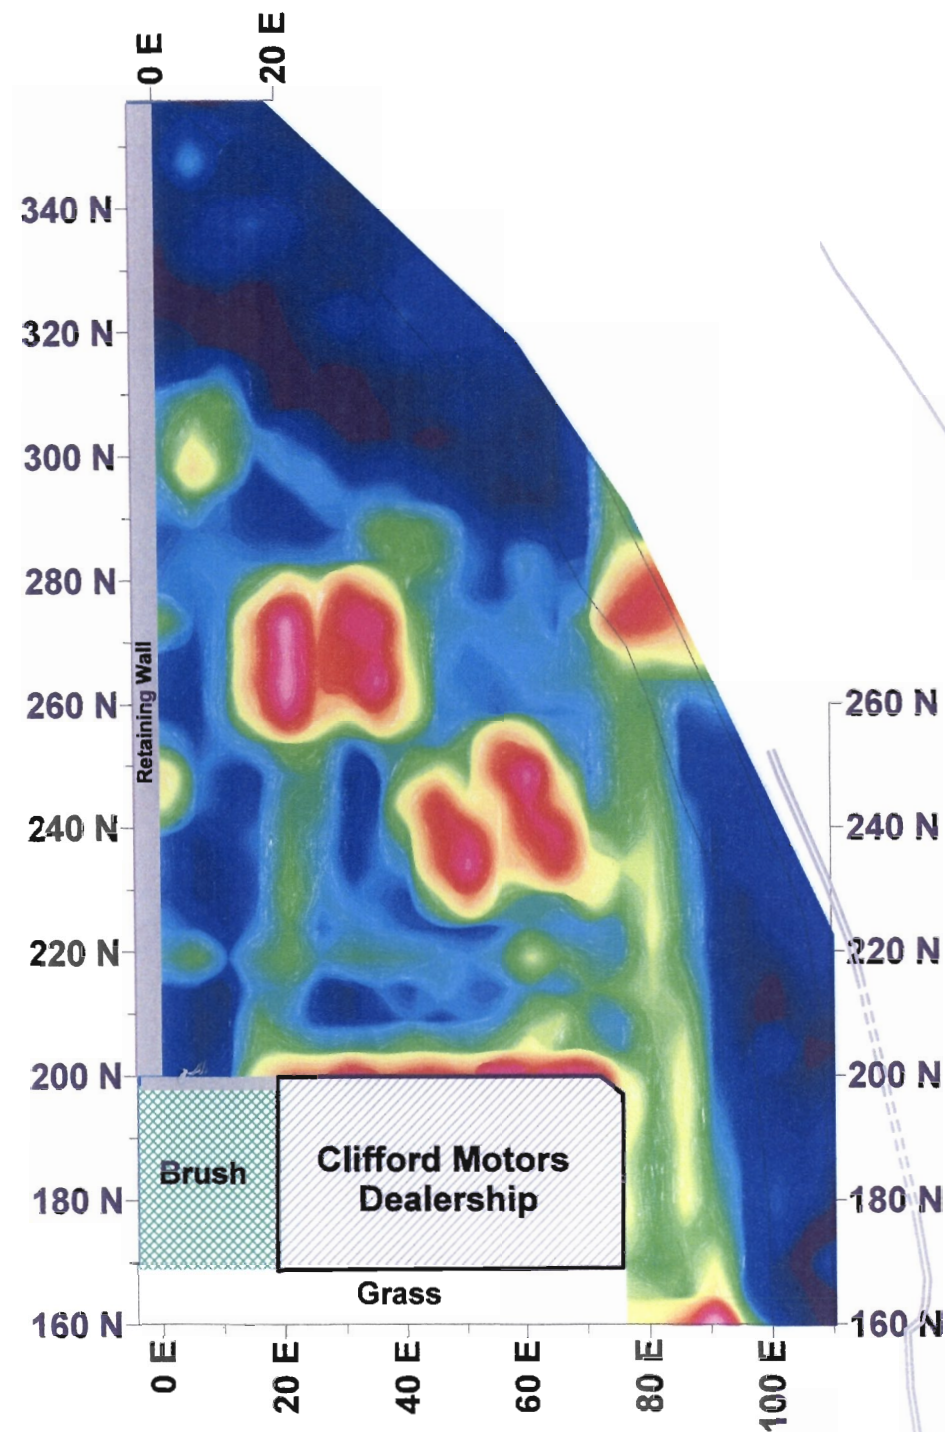 0 E
20 E
340 N
320 N
300 N
280 N
260 N
260 N
Retaining Wall
240 N
240 N
220 N
220 N
200 N
200 N
Brush
Clifford Motors
Dealership
180 N
180 N
Grass
160 N
160 N
0 E
20 E
40 E
60 E
80 E
100 E